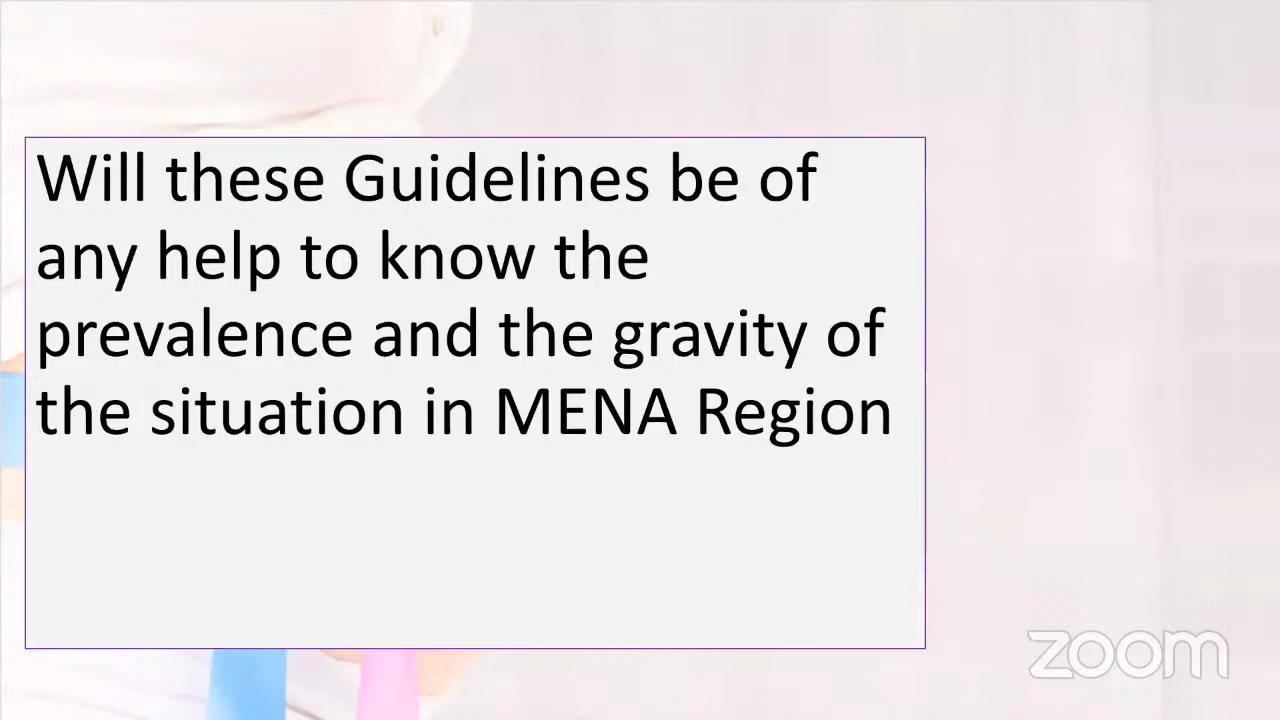 Will these Guidelines be of
any help to know the
prevalence and the gravity of
the situation in MENA Region
zoom